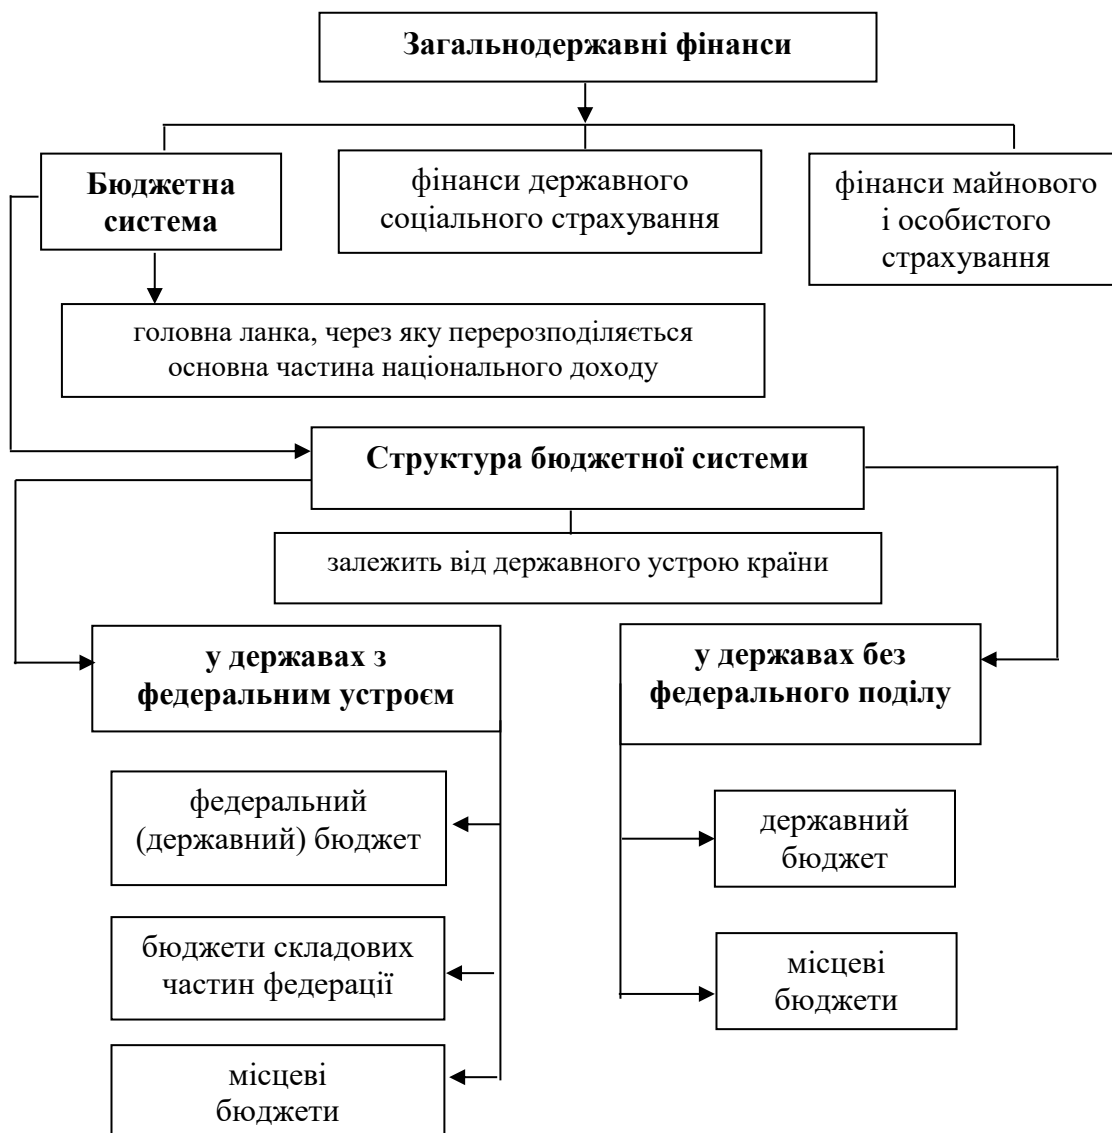 Загальнодержавні фінанси
Бюджетна
система
фінанси державного
соціального страхування
фінанси майнового
і особистого
страхування
головна ланка, через яку перерозподіляється
основна частина національного доходу
Структура бюджетної системи
залежить від державного устрою країни
у державах з
федеральним устроєм
у державах без
федерального поділу
федеральний
(державний) бюджет
державний
бюджет
бюджети складових
частин федерації
місцеві
бюджети
місцеві
бюджети